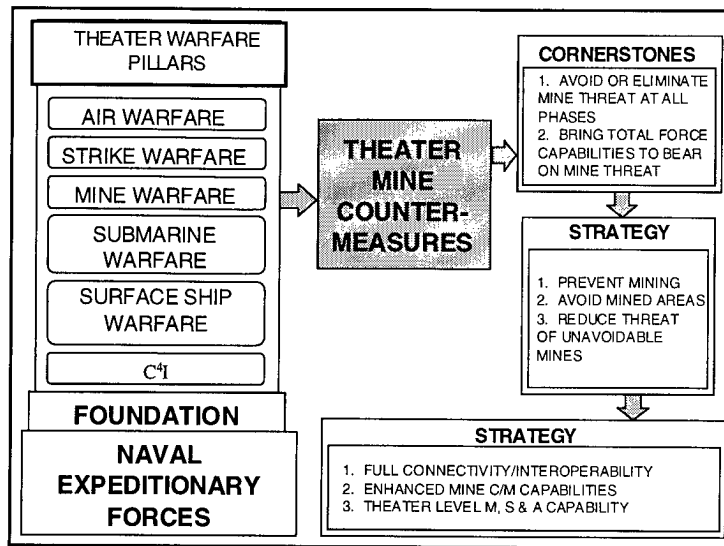 THEATER WARFARE
PILLARS
AIR WARFARE
STRIKE WARFARE
MINE WARFARE
SUBMARINE
WARFARE
SURFACE SHIP
WARFARE
C⁴I
FOUNDATION
NAVAL
EXPEDITIONARY
FORCES
THEATER
MINE
COUNTER-
MEASURES
CORNERSTONES
1. AVOID OR ELIMINATE
MINE THREAT AT ALL
PHASES
2. BRING TOTAL FORCE
CAPABILITIES TO BEAR
ON MINE THREAT
STRATEGY
1. PREVENT MINING
2. AVOID MINED AREAS
3. REDUCE THREAT
OF UNAVOIDABLE
MINES
STRATEGY
1. FULL CONNECTIVITY/INTEROPERABILITY
2. ENHANCED MINE C/M CAPABILITIES
3. THEATER LEVEL M, S & A CAPABILITY